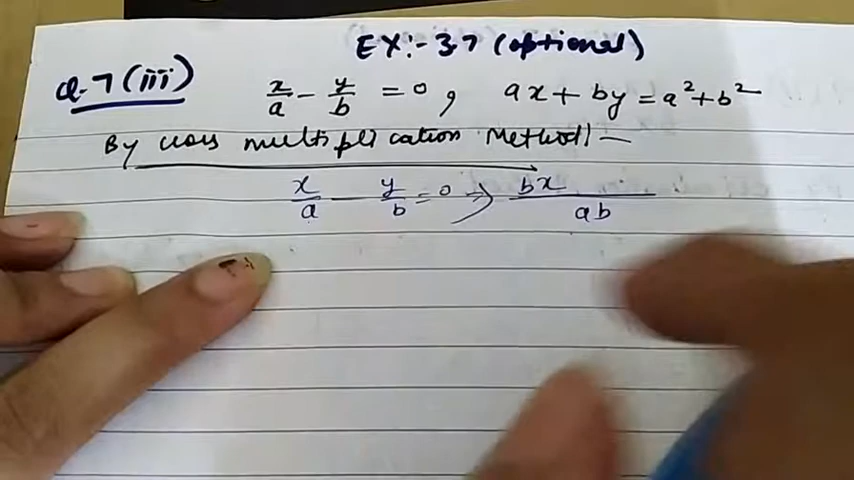 EX:- 3.7 (optional)
Q.7 (iii) x/a - y/b = 0, ax + by = a²+b²
By cross multiplication Method -
x/a - y/b = 0 ⇒ bx/ab